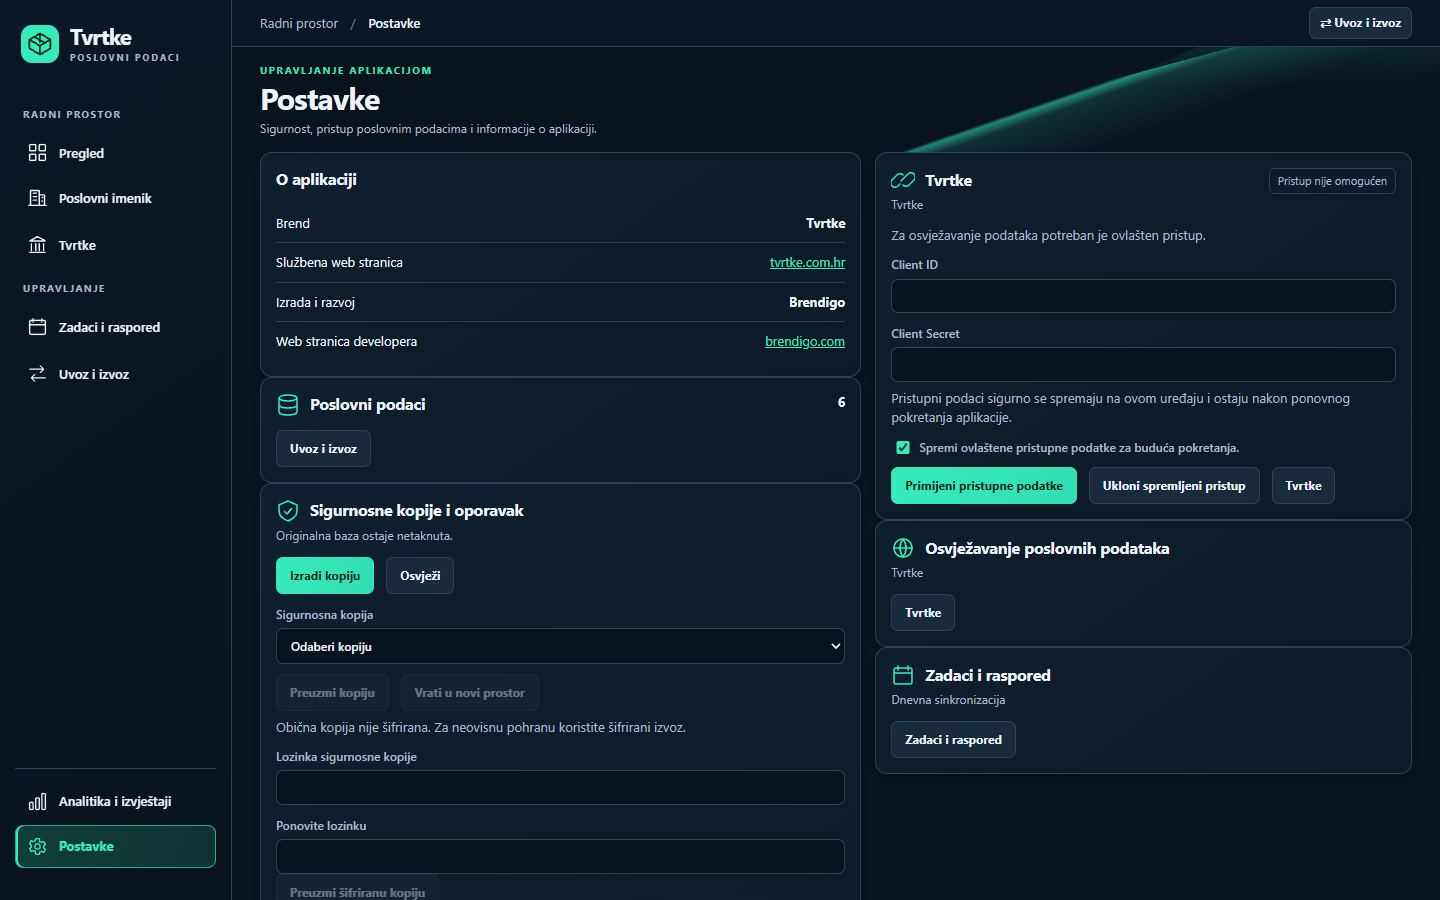 Tvrtke
POSLOVNI PODACI
RADNI PROSTOR
Pregled
Poslovni imenik
Tvrtke
UPRAVLJANJE
Zadaci i raspored
Uvoz i izvoz
Analitika i izvještaji
Postavke
Radni prostor / Postavke
⇄ Uvoz i izvoz
UPRAVLJANJE APLIKACIJOM
Postavke
Sigurnost, pristup poslovnim podacima i informacije o aplikaciji.
O aplikaciji
Brend Tvrtke
Službena web stranica tvrtke.com.hr
Izrada i razvoj Brendigo
Web stranica developera brendigo.com
Poslovni podaci 6
Uvoz i izvoz
Sigurnosne kopije i oporavak
Originalna baza ostaje netaknuta.
Izradi kopiju Osvježi
Sigurnosna kopija
Odaberi kopiju
Preuzmi kopiju Vrati u novi prostor
Obična kopija nije šifrirana. Za neovisnu pohranu koristite šifrirani izvoz.
Lozinka sigurnosne kopije
Ponovite lozinku
Preuzmi šifriranu kopiju
Tvrtke Pristup nije omogućen
Tvrtke
Za osvježavanje podataka potreban je ovlašten pristup.
Client ID
Client Secret
Pristupni podaci sigurno se spremaju na ovom uređaju i ostaju nakon ponovnog
pokretanja aplikacije.
Spremi ovlaštene pristupne podatke za buduća pokretanja.
Primijeni pristupne podatke Ukloni spremljeni pristup Tvrtke
Osvježavanje poslovnih podataka
Tvrtke
Tvrtke
Zadaci i raspored
Dnevna sinkronizacija
Zadaci i raspored